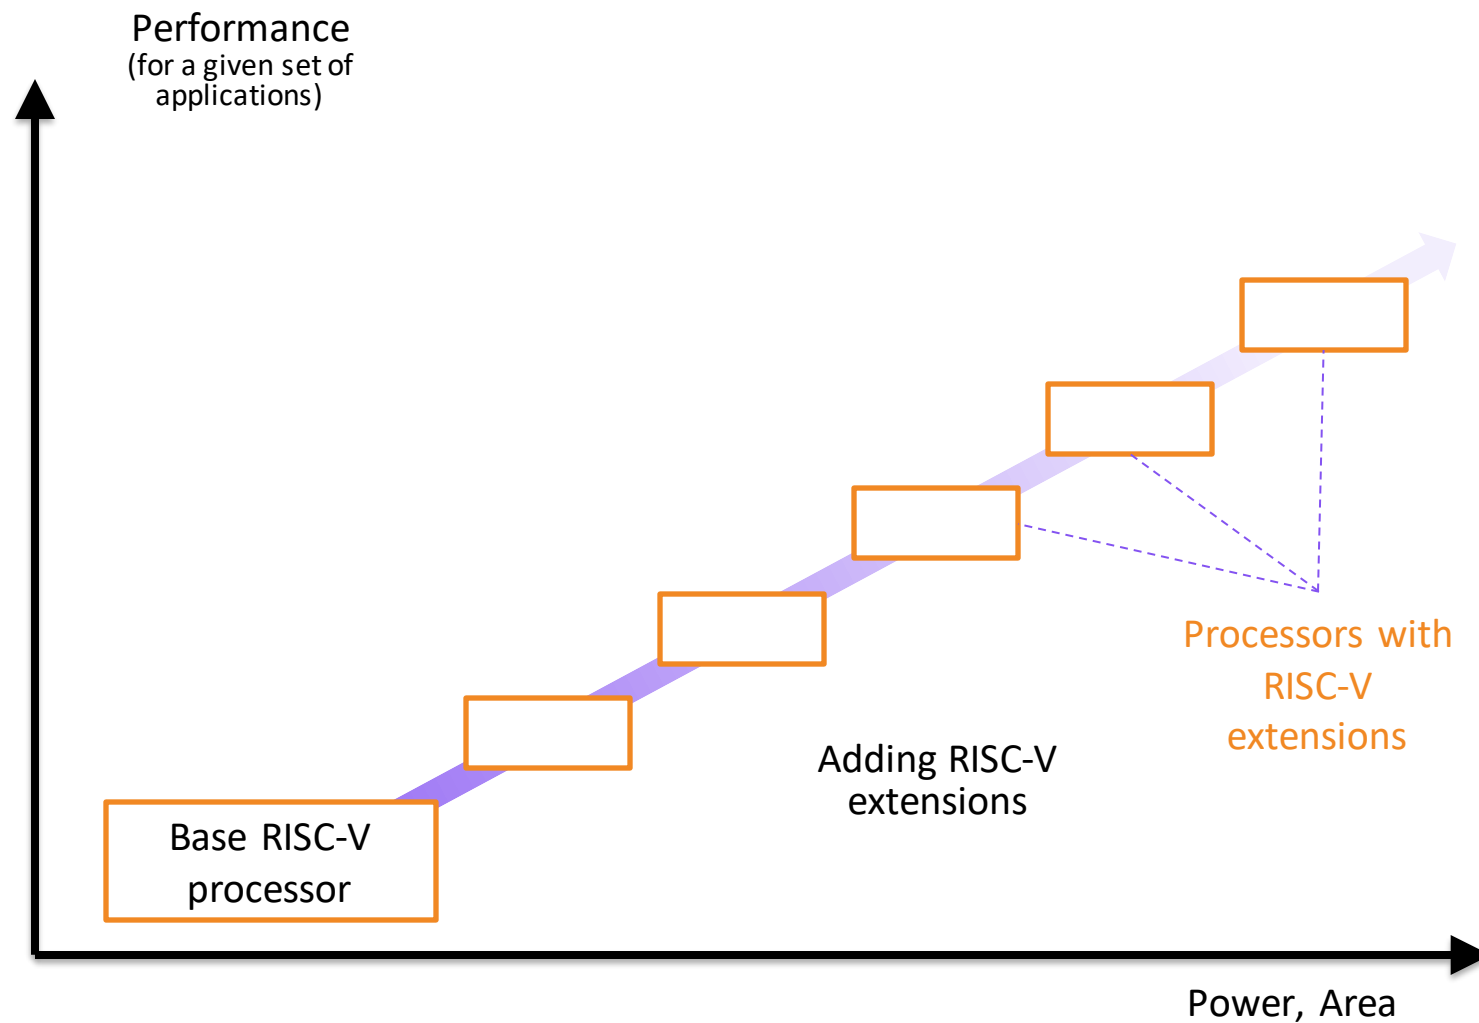 Performance
(for a given set of
applications)
Processors with
RISC-V
extensions
Adding RISC-V
extensions
Base RISC-V
processor
Power, Area